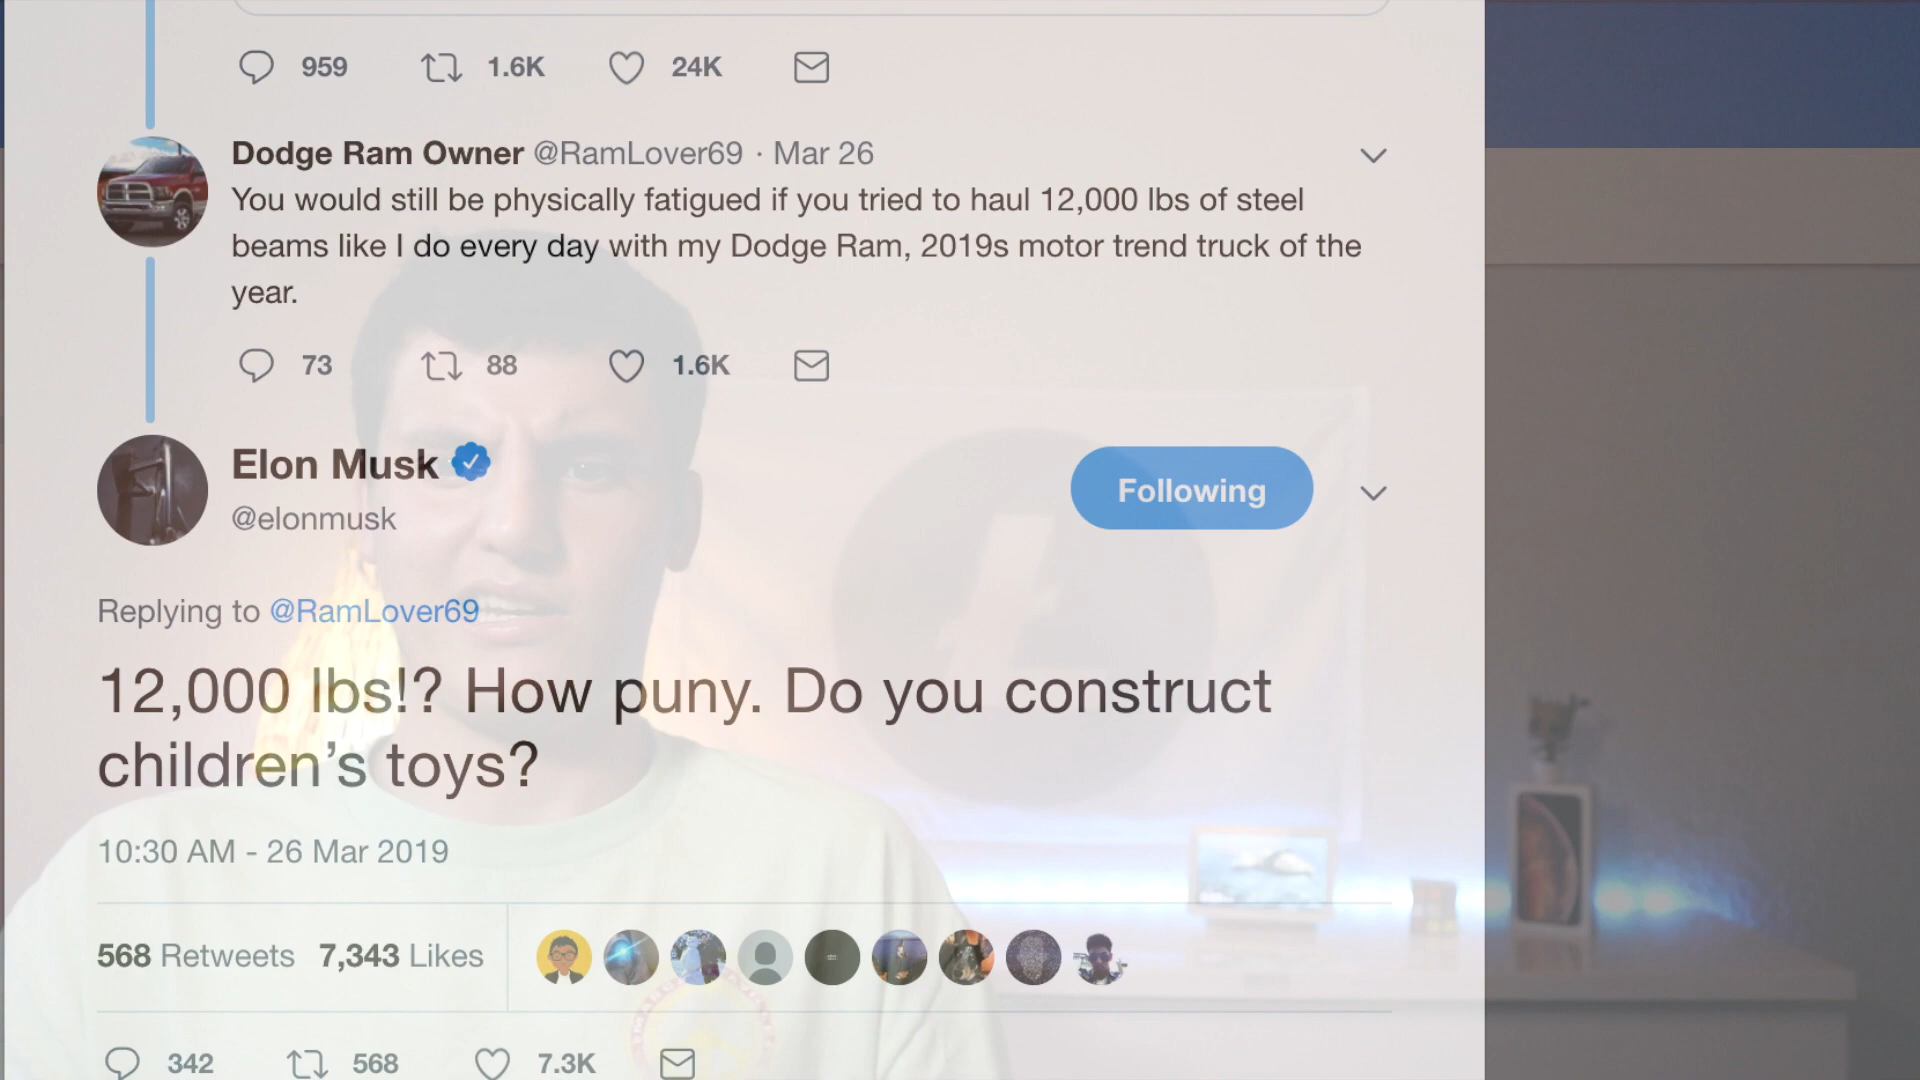 959 1.6K 24K
Dodge Ram Owner @RamLover69 · Mar 26
You would still be physically fatigued if you tried to haul 12,000 lbs of steel
beams like I do every day with my Dodge Ram, 2019s motor trend truck of the
year.
73 88 1.6K
Elon Musk
@elonmusk
Following
Replying to @RamLover69
12,000 lbs!? How puny. Do you construct
children’s toys?
10:30 AM - 26 Mar 2019
568 Retweets 7,343 Likes
342 568 7.3K